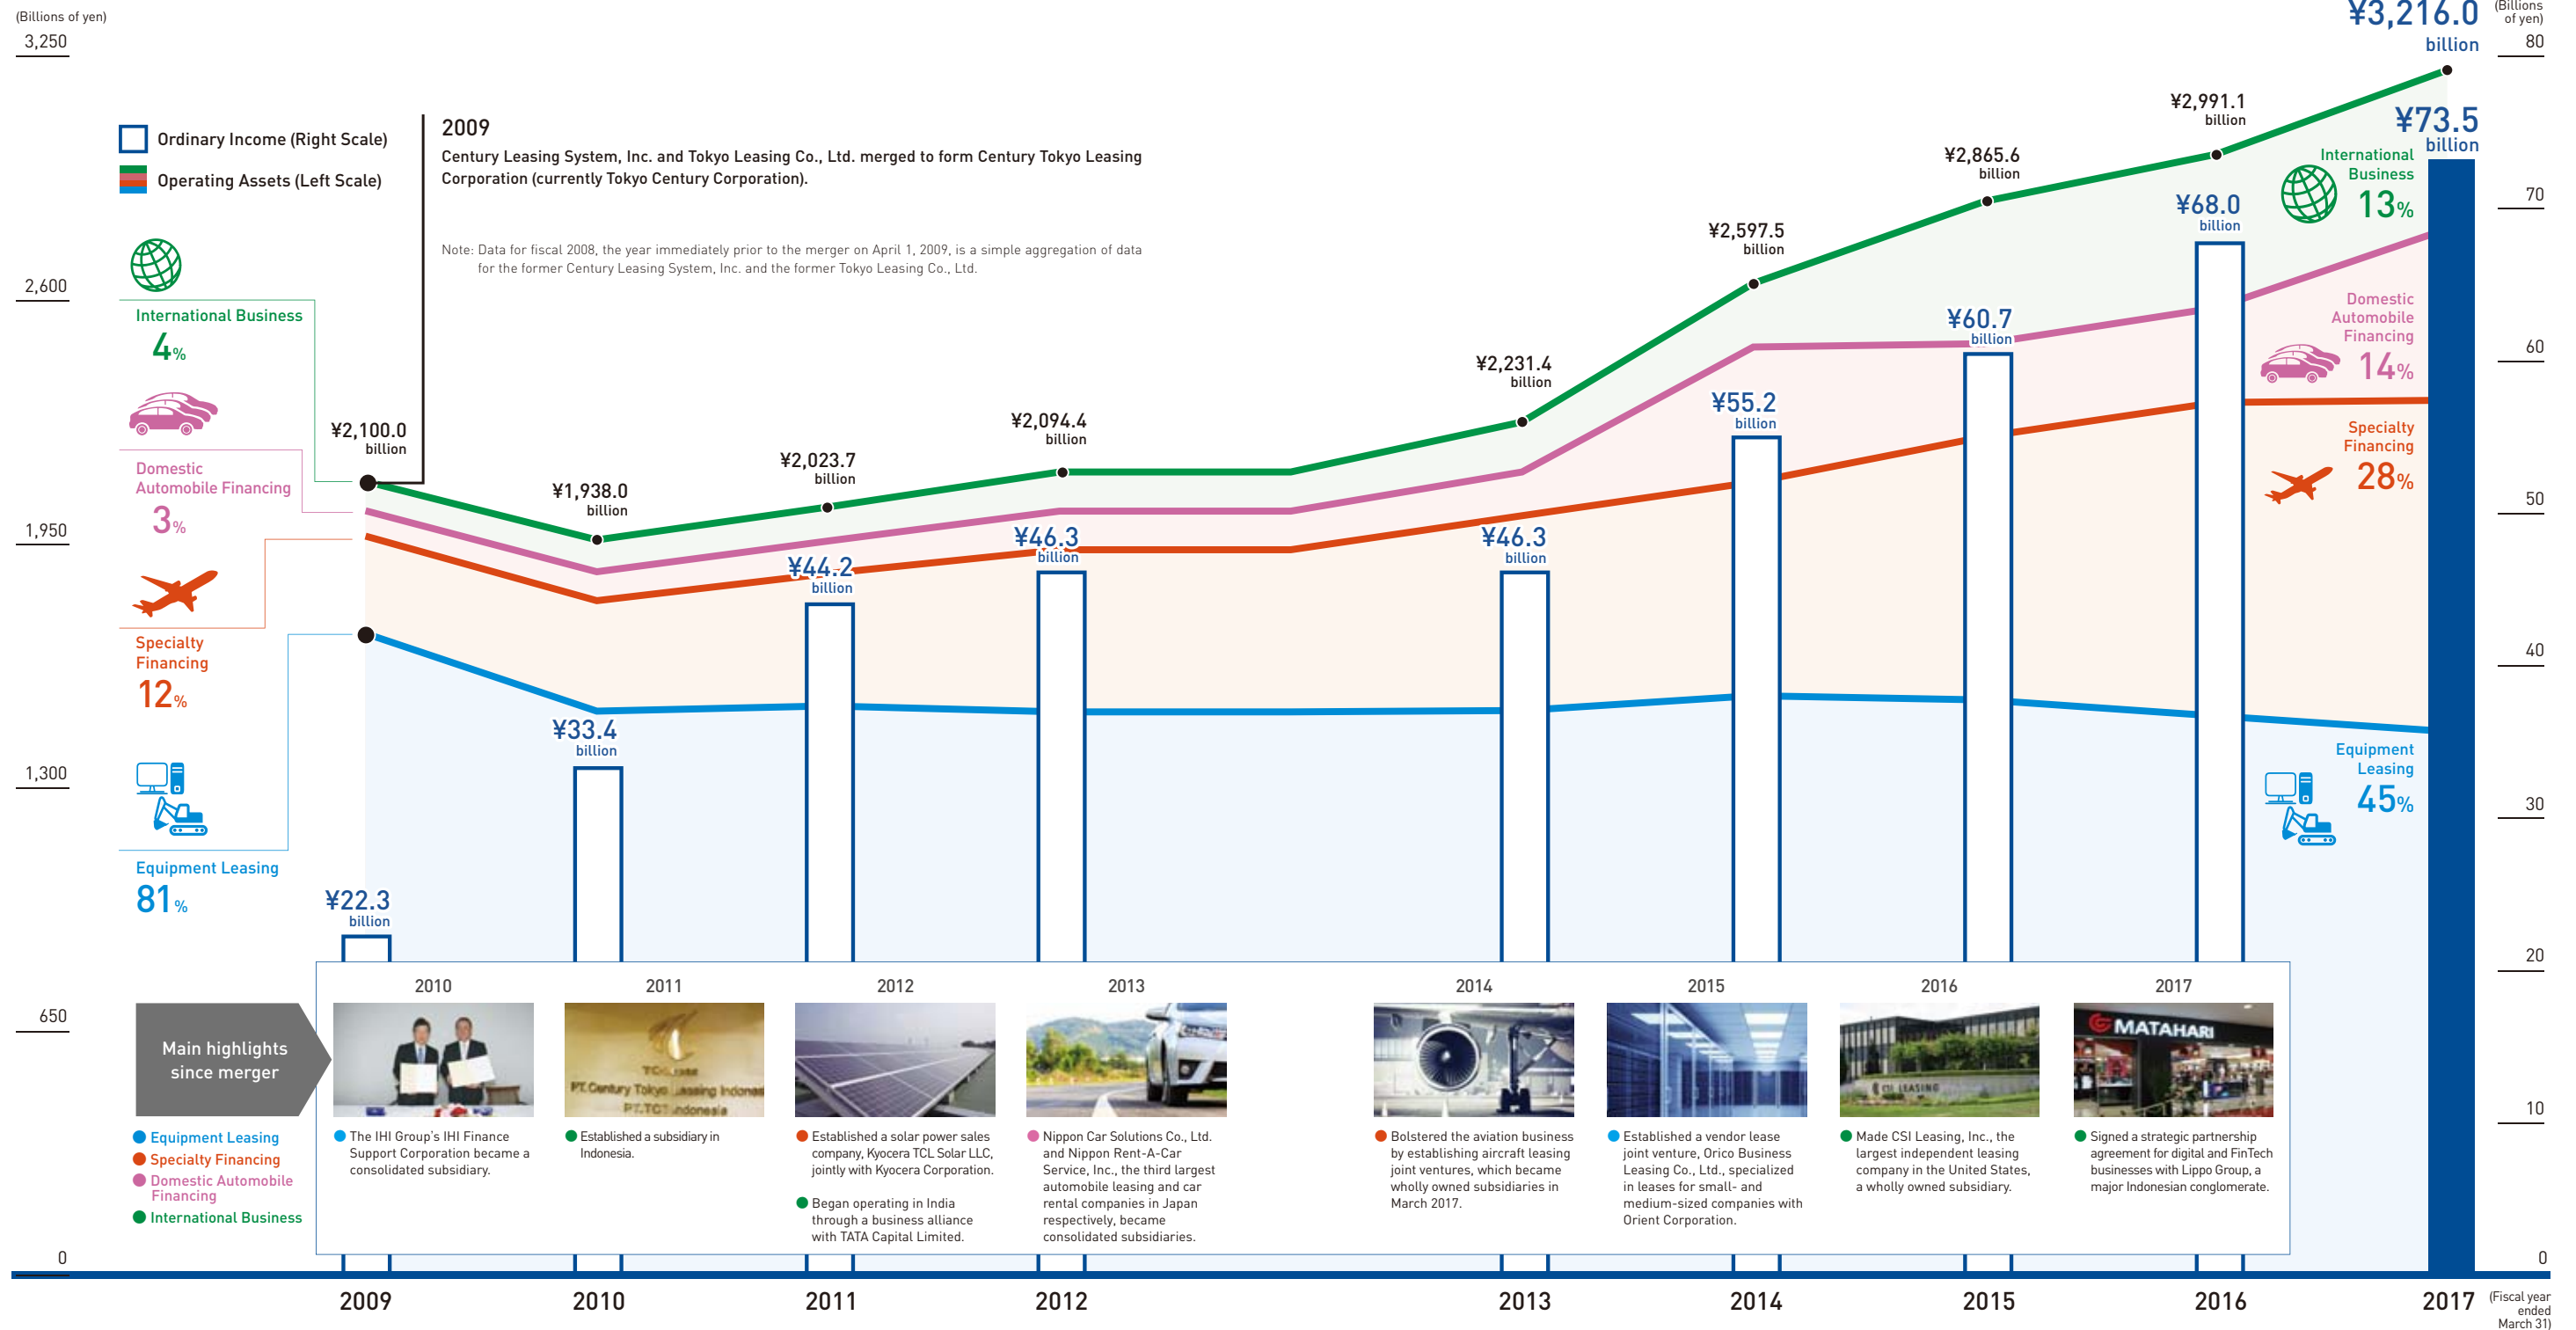 (Billions of yen)
3,250
2,600
1,950
1,300
650
0
Ordinary Income (Right Scale)
Operating Assets (Left Scale)
2009
Century Leasing System, Inc. and Tokyo Leasing Co., Ltd. merged to form Century Tokyo Leasing
Corporation (currently Tokyo Century Corporation).
Note: Data for fiscal 2008, the year immediately prior to the merger on April 1, 2009, is a simple aggregation of data
for the former Century Leasing System, Inc. and the former Tokyo Leasing Co., Ltd.
International Business
4%
Domestic
Automobile Financing
3%
Specialty
Financing
12%
Equipment Leasing
81%
¥2,100.0
billion
¥1,938.0
billion
¥2,023.7
billion
¥2,094.4
billion
¥2,231.4
billion
¥2,597.5
billion
¥2,865.6
billion
¥2,991.1
billion
¥3,216.0
billion
¥22.3
billion
¥33.4
billion
¥44.2
billion
¥46.3
billion
¥46.3
billion
¥55.2
billion
¥60.7
billion
¥68.0
billion
¥73.5
billion
International
Business
13%
Domestic
Automobile
Financing
14%
Specialty
Financing
28%
Equipment
Leasing
45%
(Billions
of yen)
80
70
60
50
40
30
20
10
0
Main highlights
since merger
Equipment Leasing
Specialty Financing
Domestic Automobile
Financing
International Business
2010
The IHI Group's IHI Finance
Support Corporation became a
consolidated subsidiary.
2011
PT.Century Tokyo Leasing Indones
Established a subsidiary in
Indonesia.
2012
Established a solar power sales
company, Kyocera TCL Solar LLC,
jointly with Kyocera Corporation.
Began operating in India
through a business alliance
with TATA Capital Limited.
2013
Nippon Car Solutions Co., Ltd.
and Nippon Rent-A-Car
Service, Inc., the third largest
automobile leasing and car
rental companies in Japan
respectively, became
consolidated subsidiaries.
2014
Bolstered the aviation business
by establishing aircraft leasing
joint ventures, which became
wholly owned subsidiaries in
March 2017.
2015
Established a vendor lease
joint venture, Orico Business
Leasing Co., Ltd., specialized
in leases for small- and
medium-sized companies with
Orient Corporation.
2016
CSI LEASING
Made CSI Leasing, Inc., the
largest independent leasing
company in the United States,
a wholly owned subsidiary.
2017
MATAHARI
Signed a strategic partnership
agreement for digital and FinTech
businesses with Lippo Group, a
major Indonesian conglomerate.
2009
2010
2011
2012
2013
2014
2015
2016
2017
(Fiscal year
ended
March 31)